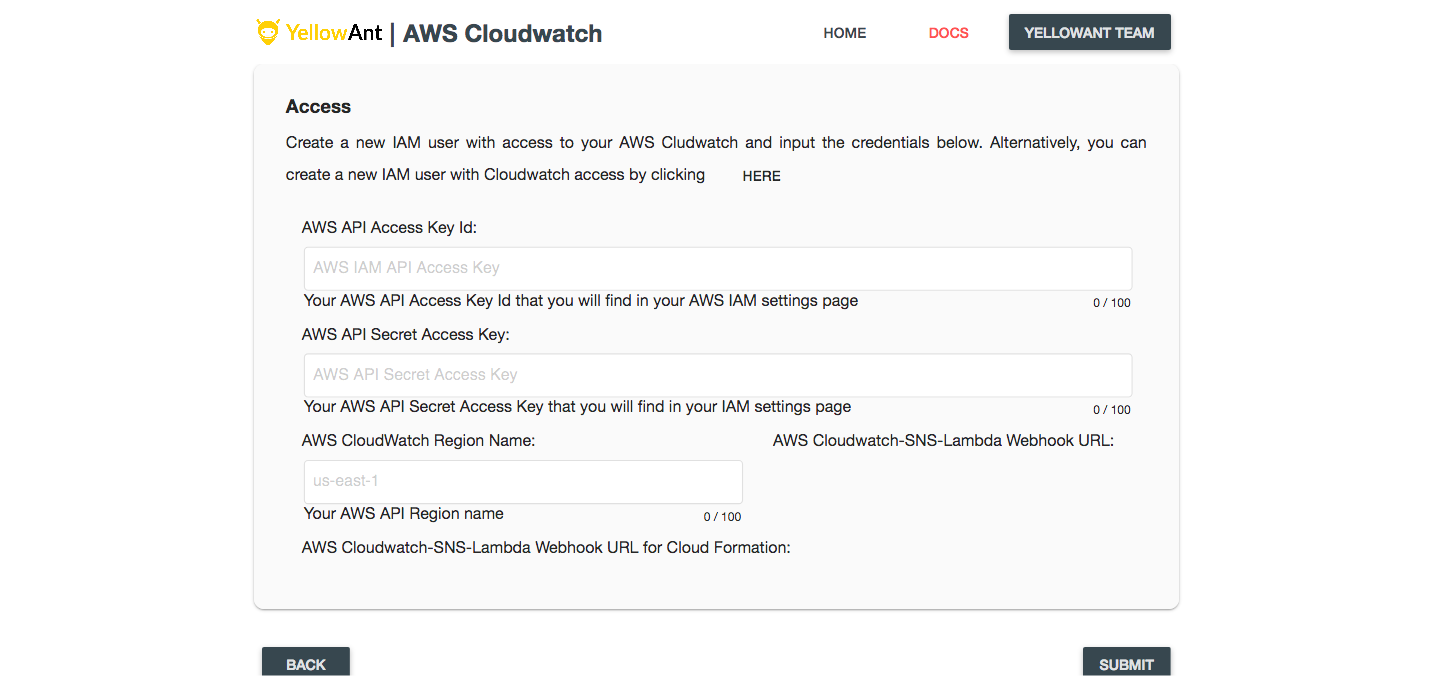 YellowAnt | AWS Cloudwatch
HOME
DOCS
YELLOWANT TEAM
Access
Create a new IAM user with access to your AWS Cludwatch and input the credentials below. Alternatively, you can
create a new IAM user with Cloudwatch access by clicking HERE
AWS API Access Key Id:
AWS IAM API Access Key
Your AWS API Access Key Id that you will find in your AWS IAM settings page
0 / 100
AWS API Secret Access Key:
AWS API Secret Access Key
Your AWS API Secret Access Key that you will find in your IAM settings page
0 / 100
AWS CloudWatch Region Name:
us-east-1
Your AWS API Region name
0 / 100
AWS Cloudwatch-SNS-Lambda Webhook URL:
AWS Cloudwatch-SNS-Lambda Webhook URL for Cloud Formation:
BACK
SUBMIT